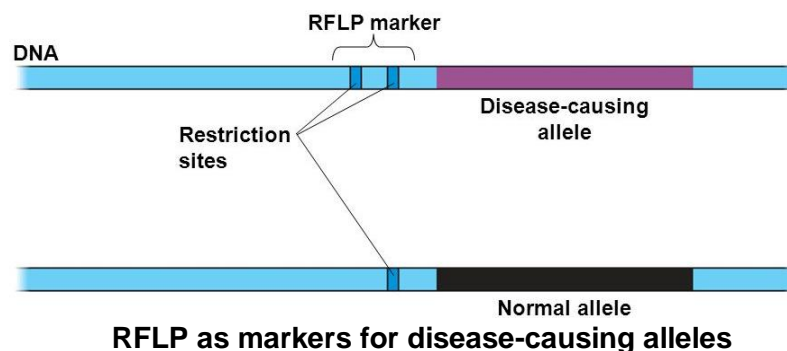 RFLP marker
DNA
Disease-causing
allele
Restriction
sites
Normal allele
RFLP as markers for disease-causing alleles